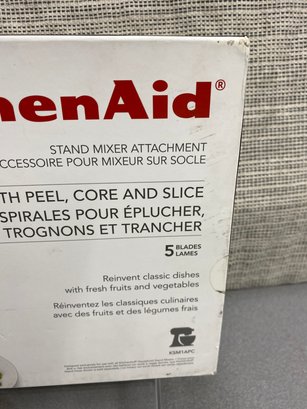 henAid®
STAND MIXER ATTACHMENT
CCESSOIRE POUR MIXEUR SUR SOCLE
TH PEEL, CORE AND SLICE
SPIRALES POUR ÉPLUCHER,
TROGNONS ET TRANCHER
5 BLADES
LAMES
Reinvent classic dishes
with fresh fruits and vegetables
Réinventez les classiques culinaires
avec des fruits et des légumes frais
KSM1APC